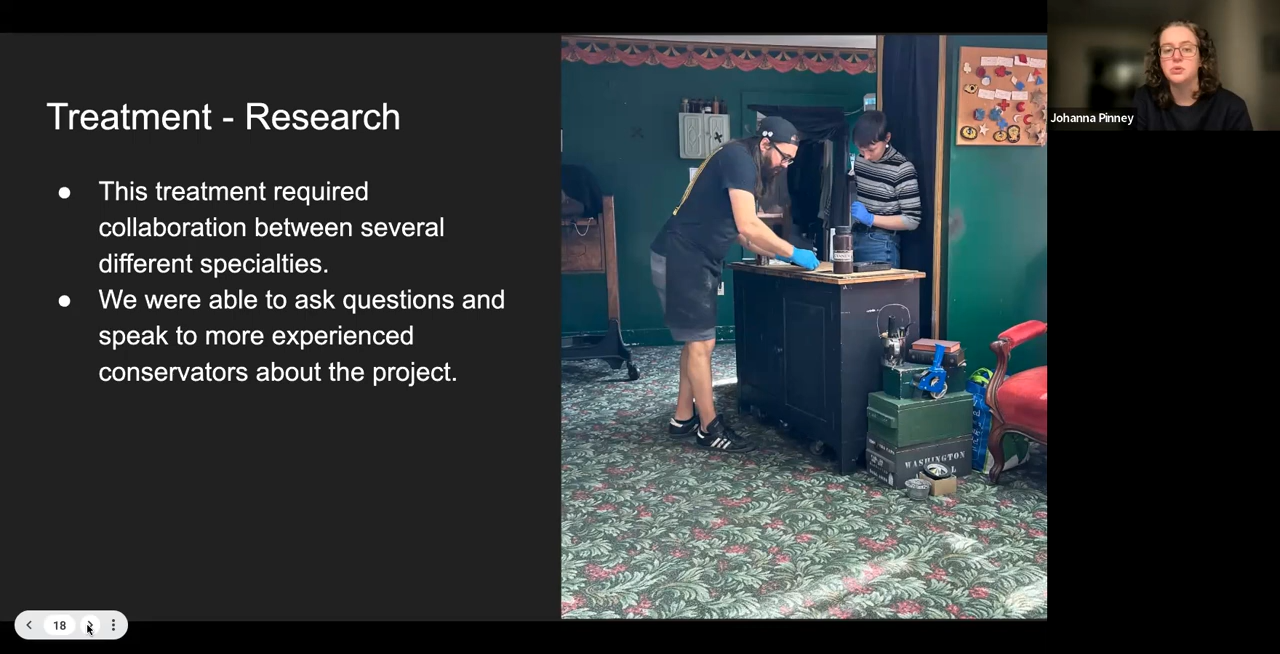 Treatment - Research
● This treatment required
collaboration between several
different specialties.
● We were able to ask questions and
speak to more experienced
conservators about the project.
WASHINGTON
Johanna Pinney
18